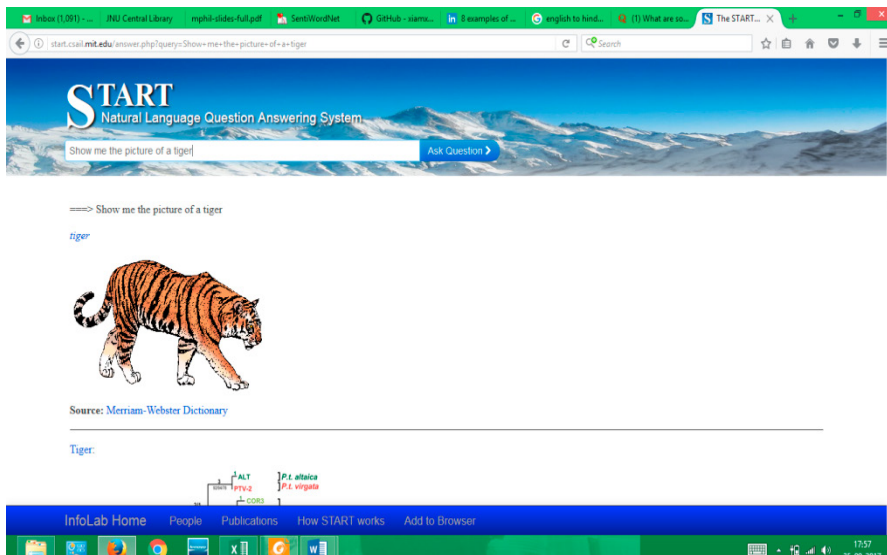 Inbox (1,091) - ...
JNU Central Library
mphil-slides-full.pdf
SentiWordNet
GitHub - xiamx...
8 examples of ...
english to hind...
(1) What are so...
The START...
start.csail.mit.edu/answer.php?query=Show+me+the+picture+of+a+tiger
Search
START
Natural Language Question Answering System
Show me the picture of a tiger
Ask Question
===> Show me the picture of a tiger
tiger
Source: Merriam-Webster Dictionary
Tiger:
ALT P.t. altaica
PTV-2 P.t. virgata
COR3
InfoLab Home People Publications How START works Add to Browser
17:57